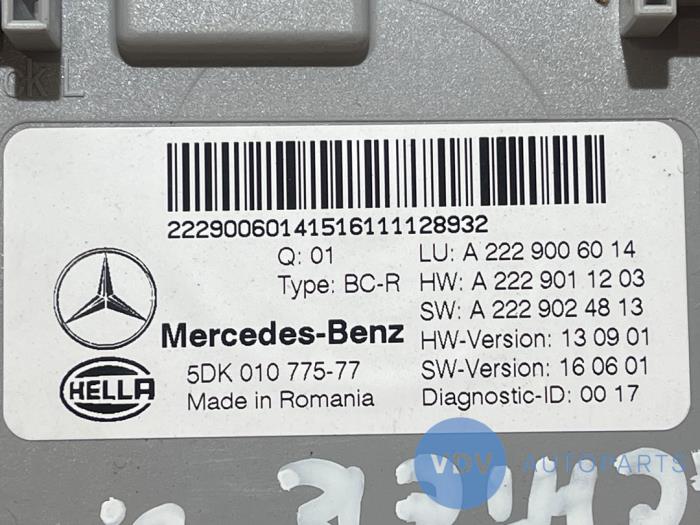 ck L
2229006014151611128932
Q: 01
Type: BC-R
LU: A 222 900 60 14
HW: A 222 901 12 03
SW: A 222 902 48 13
HW-Version: 13 09 01
SW-Version: 16 06 01
Diagnostic-ID: 00 17
Mercedes-Benz
HELLA
5DK 010 775-77
Made in Romania
VDV AUTOPARTS